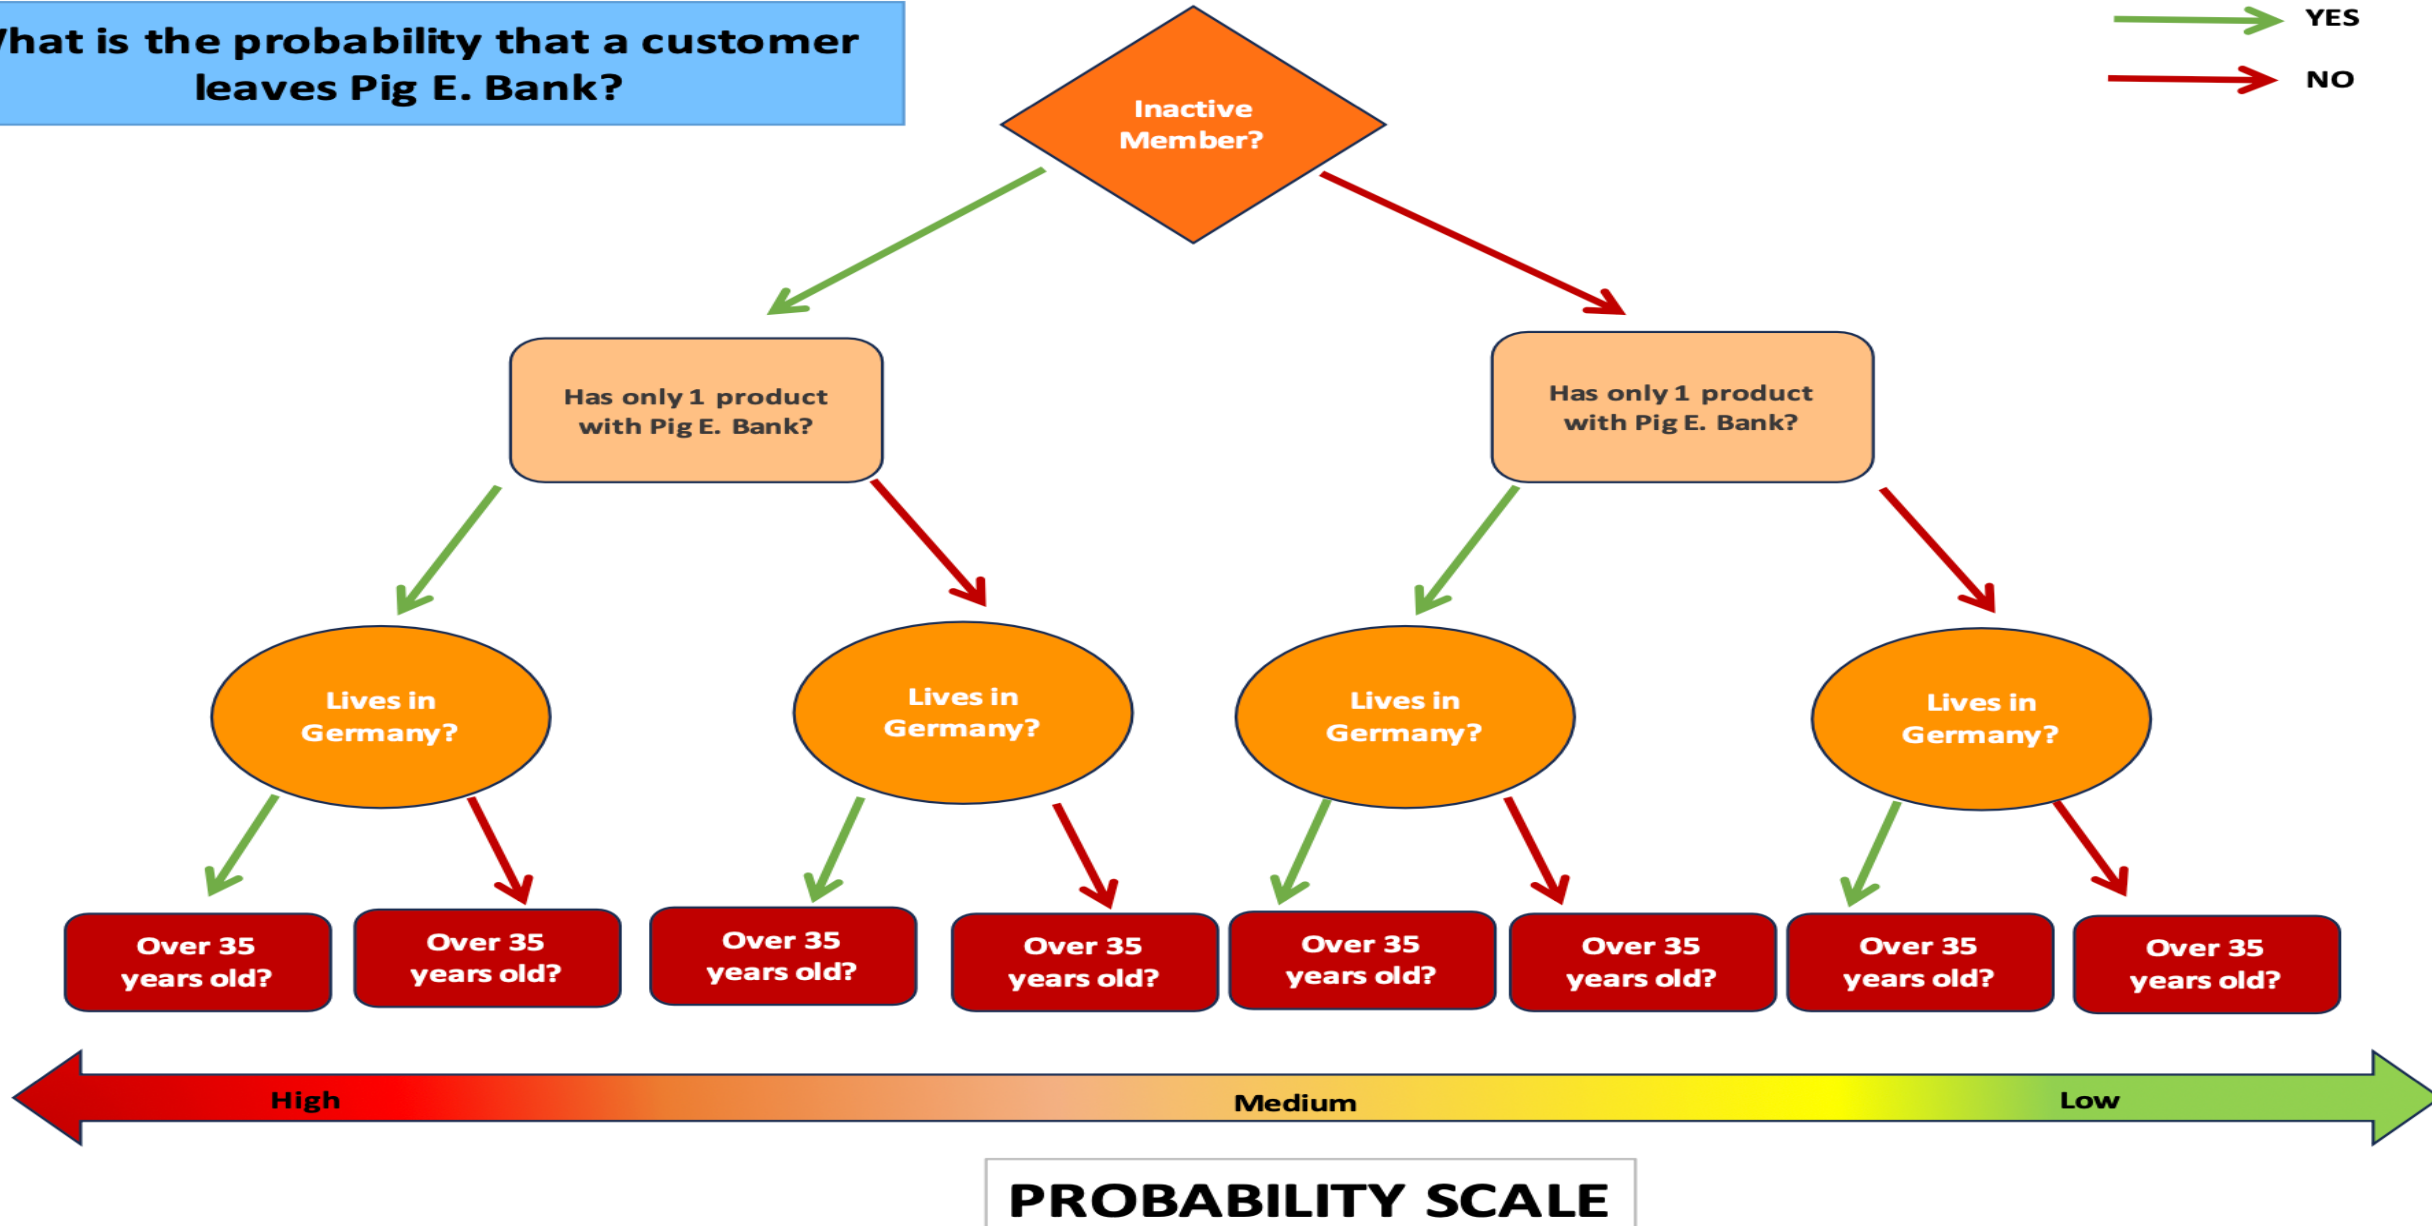 hat is the probability that a customer
leaves Pig E. Bank?
YES
NO
Inactive
Member?
Has only 1 product
with Pig E. Bank?
Has only 1 product
with Pig E. Bank?
Lives in
Germany?
Lives in
Germany?
Lives in
Germany?
Lives in
Germany?
Over 35
years old?
Over 35
years old?
Over 35
years old?
Over 35
years old?
Over 35
years old?
Over 35
years old?
Over 35
years old?
Over 35
years old?
High
Medium
Low
PROBABILITY SCALE